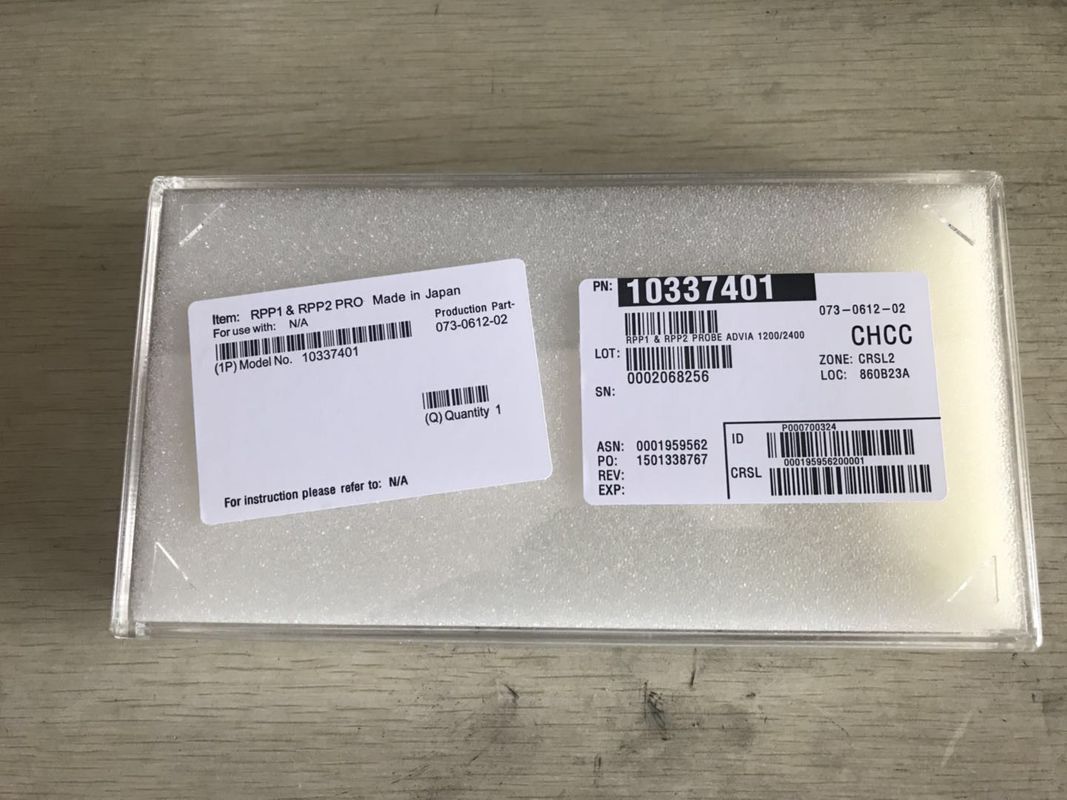 Item: RPP1 & RPP2 PRO Made in Japan
For use with: N/A
Production Part-
073-0612-02
(1P) Model No. 10337401
(Q) Quantity 1
For instruction please refer to: N/A
PN: 10337401
073-0612-02
RPP1 & RPP2 PROBE ADVIA 1200/2400
CHCC
LOT:
0002068256
ZONE: CRSL2
LOC: 860B23A
SN:
ASN: 0001959562
PO: 1501338767
REV:
EXP:
P000700324
ID
000195956200001
CRSL